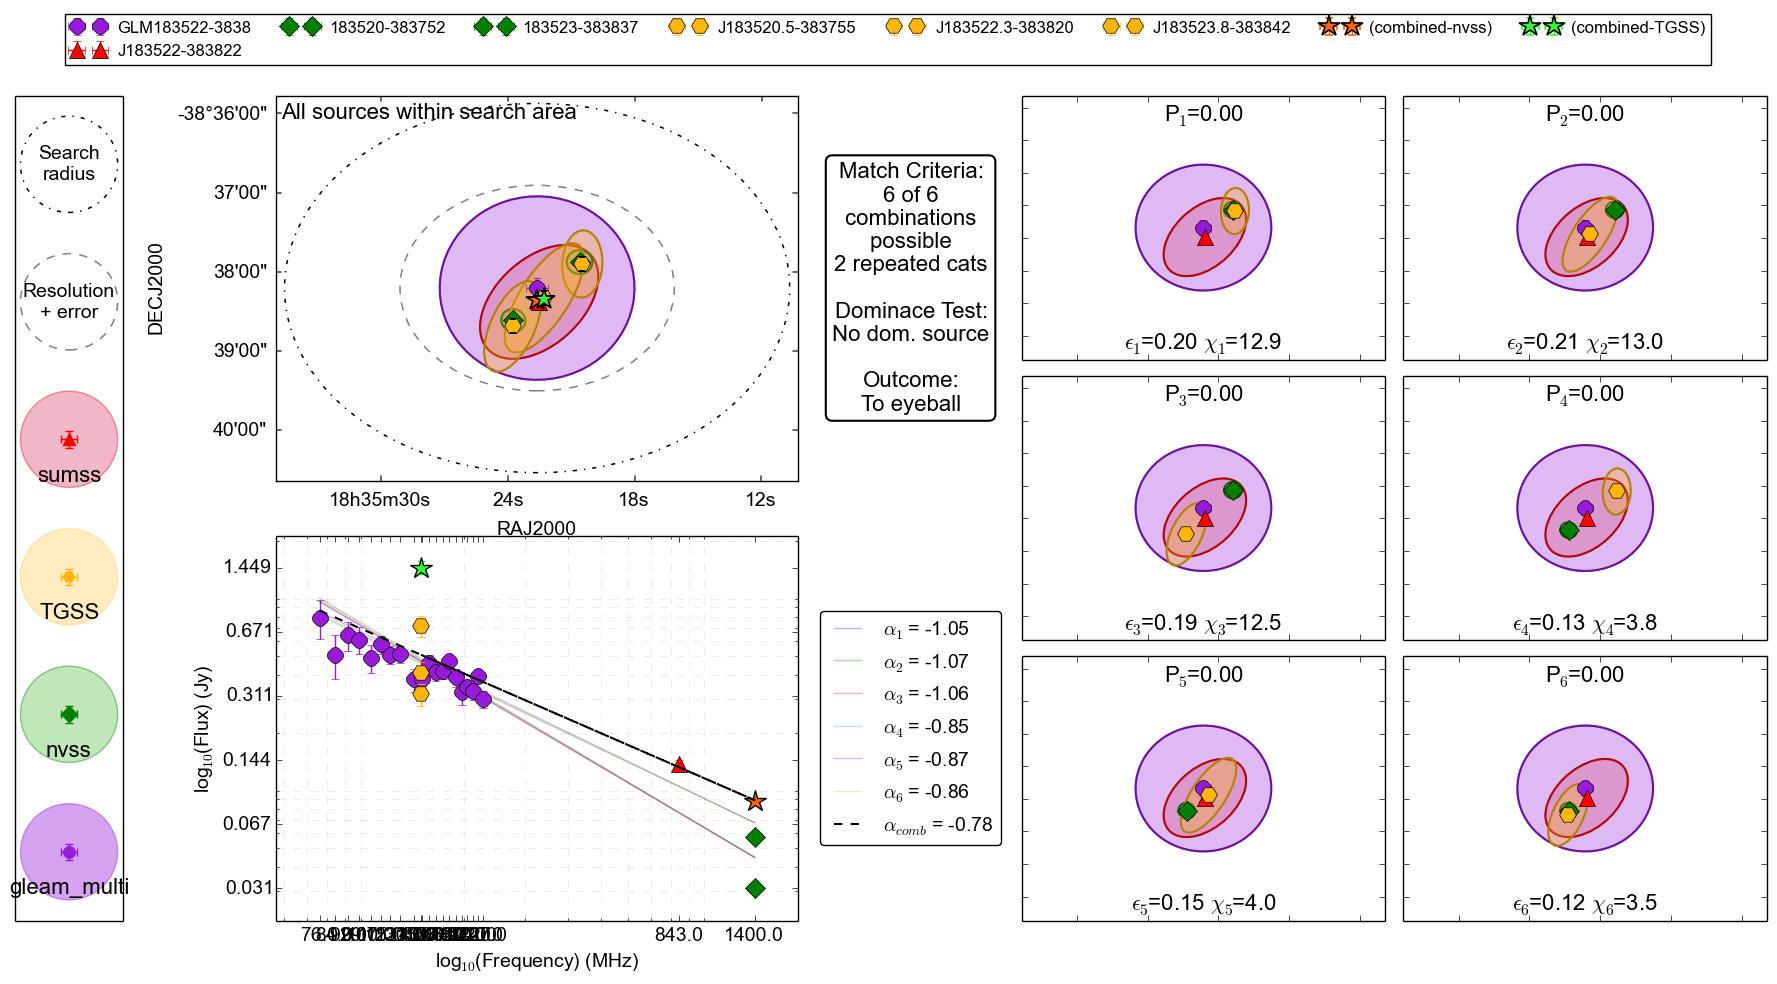 GLM183522-3838 183520-383752 183523-383837 J183520.5-383755 J183522.3-383820 J183523.8-383842 (combined-nvss) (combined-TGSS)
J183522-383822
Search
radius
Resolution
+ error
sumss
TGSS
nvss
gleam_multi
All sources within search area
DECJ2000
-38°36'00"
37'00"
38'00"
39'00"
40'00"
18h35m30s 24s 18s 12s
RAJ2000
Match Criteria:
6 of 6
combinations
possible
2 repeated cats
Dominace Test:
No dom. source
Outcome:
To eyeball
log₁₀(Flux) (Jy)
1.449
0.671
0.311
0.144
0.067
0.031
843.0 1400.0
log₁₀(Frequency) (MHz)
α₁ = -1.05
α₂ = -1.07
α₃ = -1.06
α₄ = -0.85
α₅ = -0.87
α₆ = -0.86
α_comb = -0.78
P₁=0.00
ϵ₁=0.20 χ₁=12.9
P₂=0.00
ϵ₂=0.21 χ₂=13.0
P₃=0.00
ϵ₃=0.19 χ₃=12.5
P₄=0.00
ϵ₄=0.13 χ₄=3.8
P₅=0.00
ϵ₅=0.15 χ₅=4.0
P₆=0.00
ϵ₆=0.12 χ₆=3.5